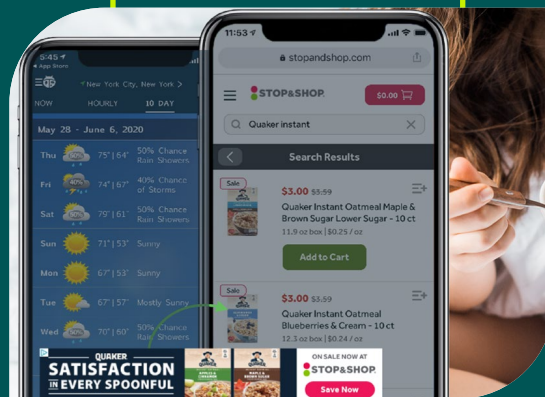 5:45
App Store
New York City, New York >
NOW HOURLY 10 DAY
May 28 - June 6, 2020
Thu 50% 75° | 64° 50% Chance
Rain Showers
Fri 40% 74° | 67° 40% Chance
of Storms
Sat 50% 79° | 61° 50% Chance
Rain Showers
Sun 71° | 53° Sunny
Mon 67° | 53° Sunny
Tue 67° | 57° Mostly Sunny
Wed 50% 70° | 60° 50% Chance
Rain Showers
11:53
stopandshop.com
STOP&SHOP.
$0.00
Quaker instant
Search Results
Sale
$3.00 $3.59
Quaker Instant Oatmeal Maple &
Brown Sugar Lower Sugar - 10 ct
11.9 oz box | $0.25 / oz
Add to Cart
Sale
$3.00 $3.59
Quaker Instant Oatmeal
Blueberries & Cream - 10 ct
12.3 oz box | $0.24 / oz
QUAKER
SATISFACTION
IN EVERY SPOONFUL
ON SALE NOW AT
STOP&SHOP.
Save Now